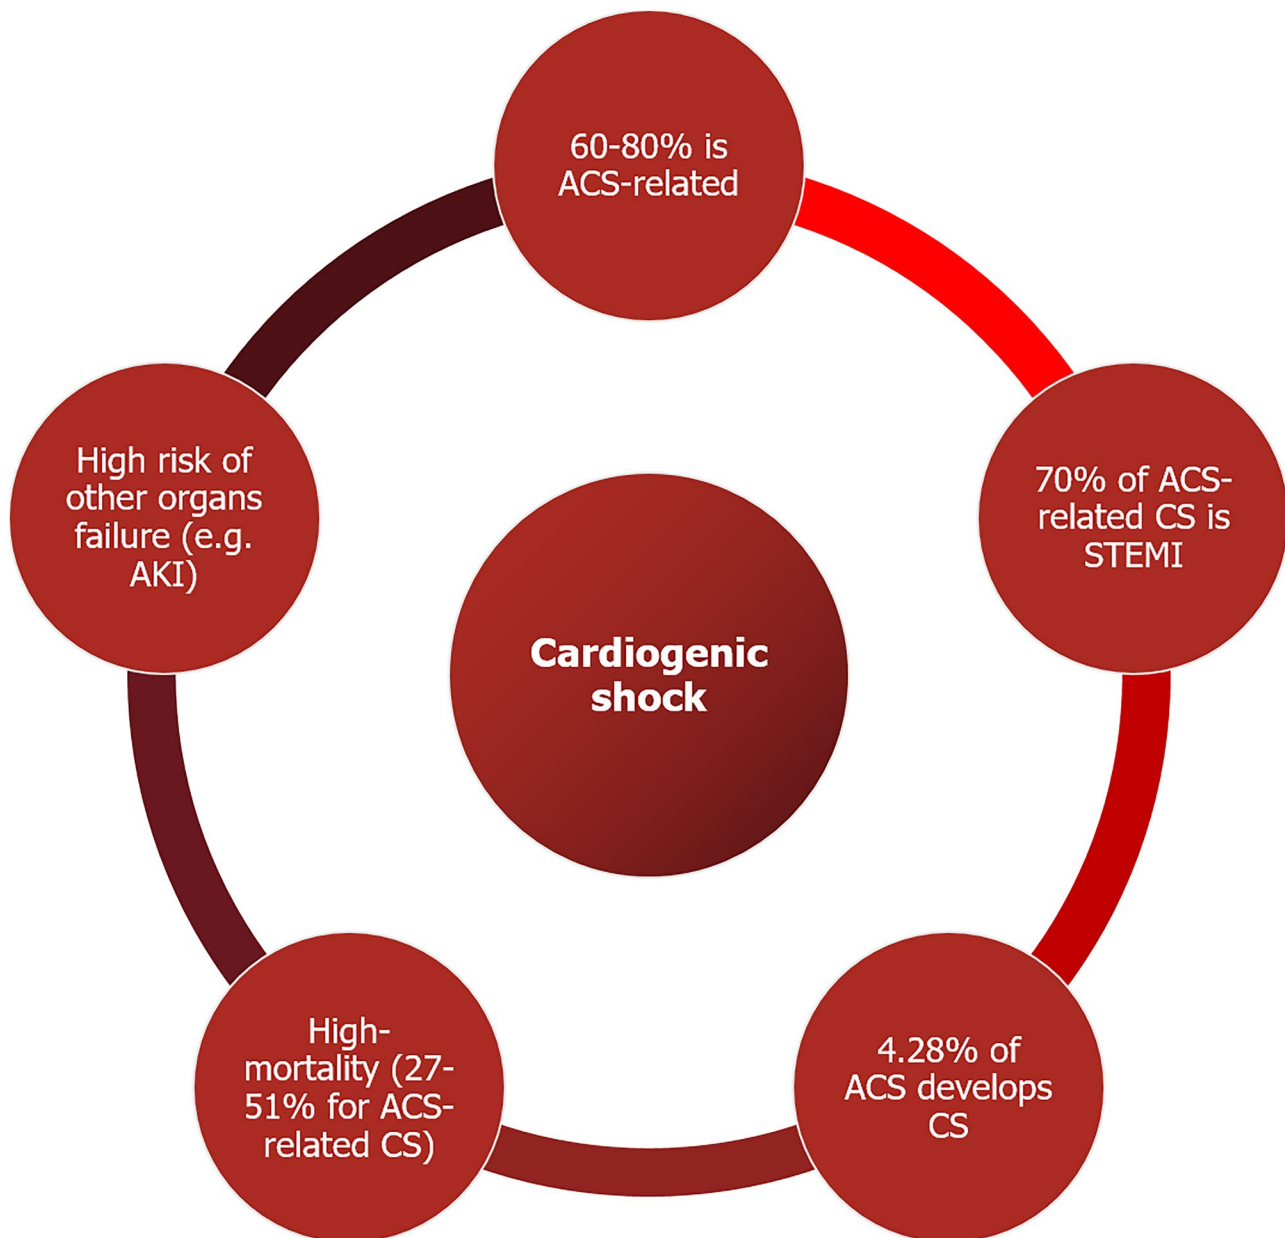 60-80% is
ACS-related
70% of ACS-
related CS is
STEMI
4.28% of
ACS develops
CS
High-
mortality (27-
51% for ACS-
related CS)
High risk of
other organs
failure (e.g.
AKI)
Cardiogenic
shock